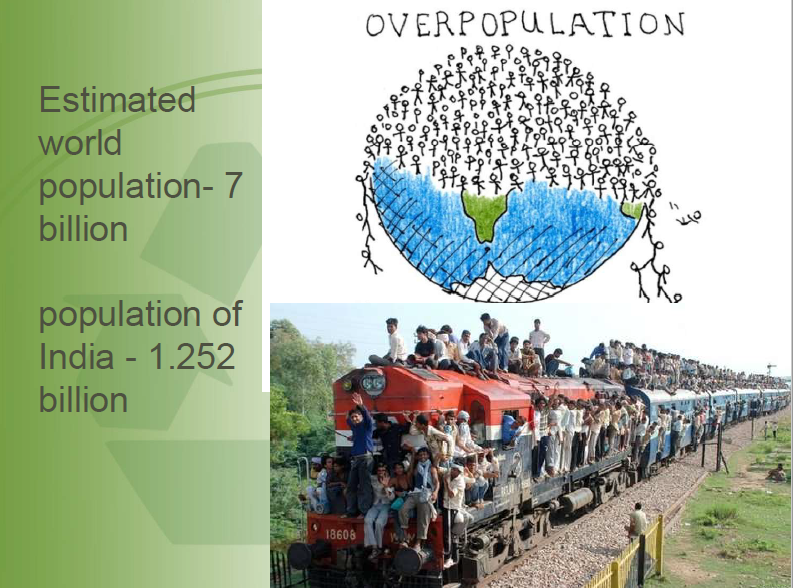 OVERPOPULATION
Estimated
world
population- 7
billion
population of
India - 1.252
billion
18608